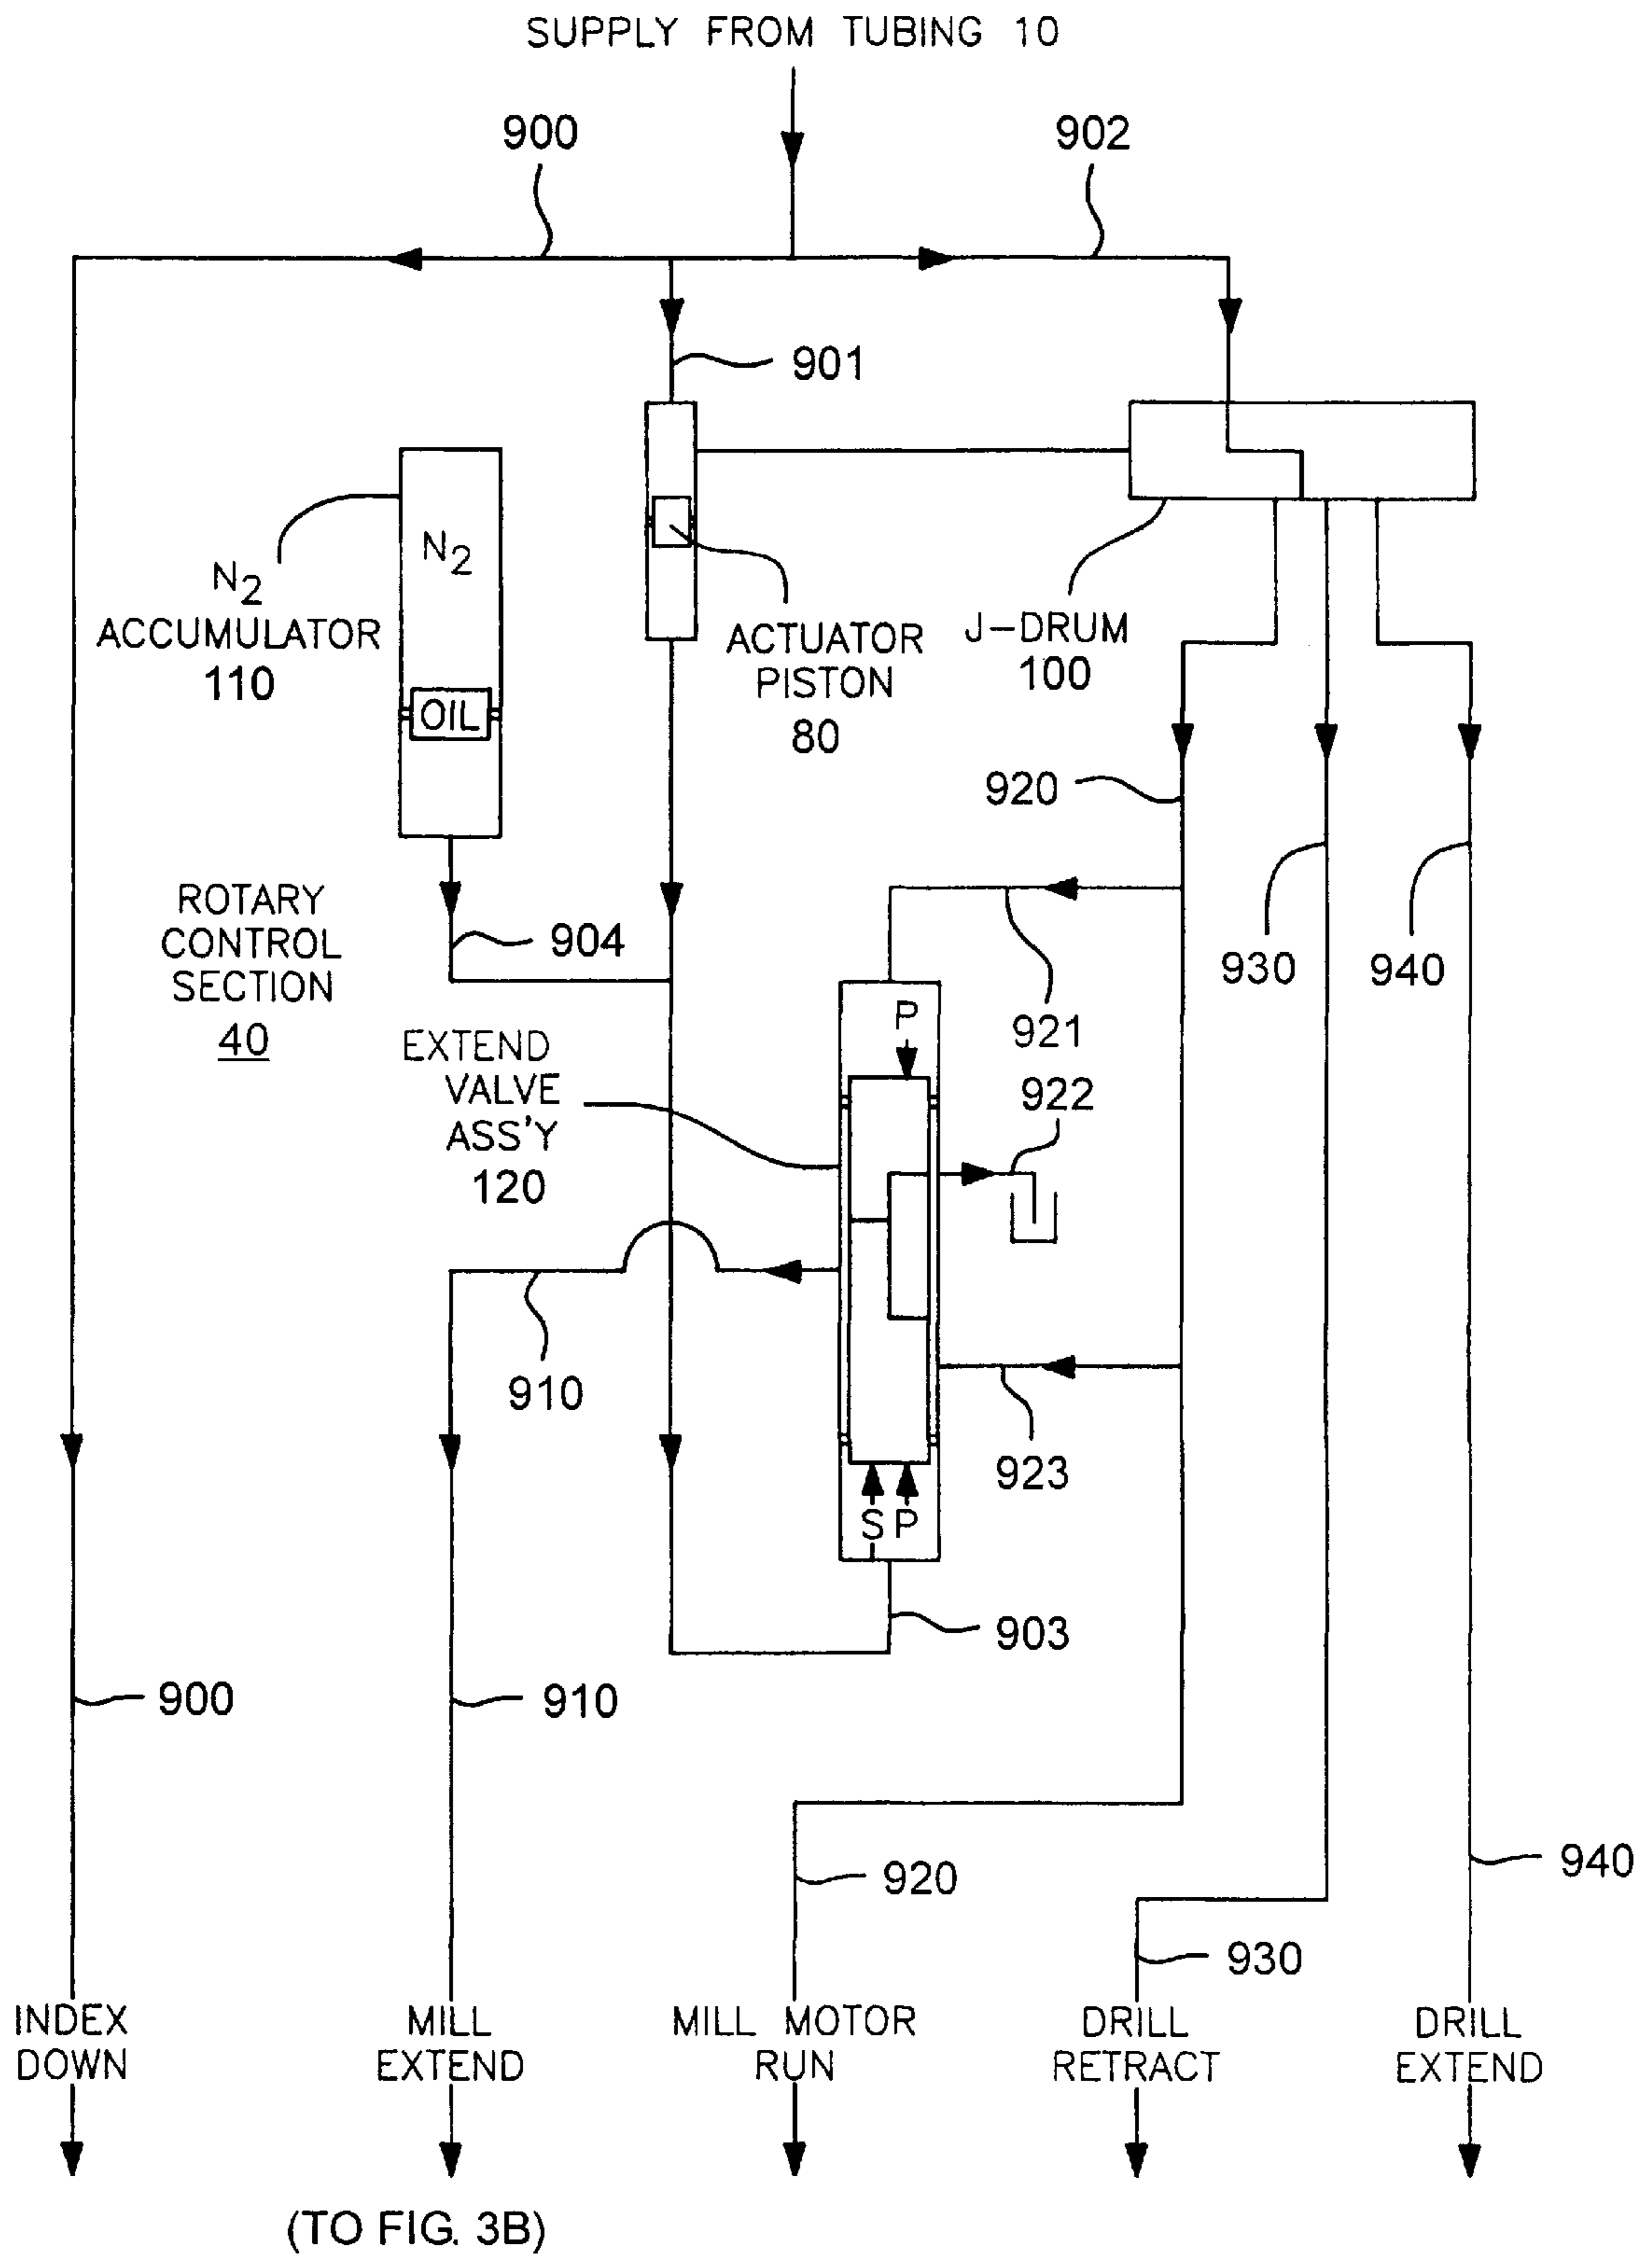 SUPPLY FROM TUBING 10
900
902
901
N2
N2
ACCUMULATOR
110
OIL
ACTUATOR
PISTON
80
J-DRUM
100
920
ROTARY
CONTROL
SECTION
40
904
930
940
921
P
EXTEND
VALVE
ASS'Y
120
922
910
923
S P
903
900
910
920
940
930
INDEX
DOWN
MILL
EXTEND
MILL MOTOR
RUN
DRILL
RETRACT
DRILL
EXTEND
(TO FIG. 3B)